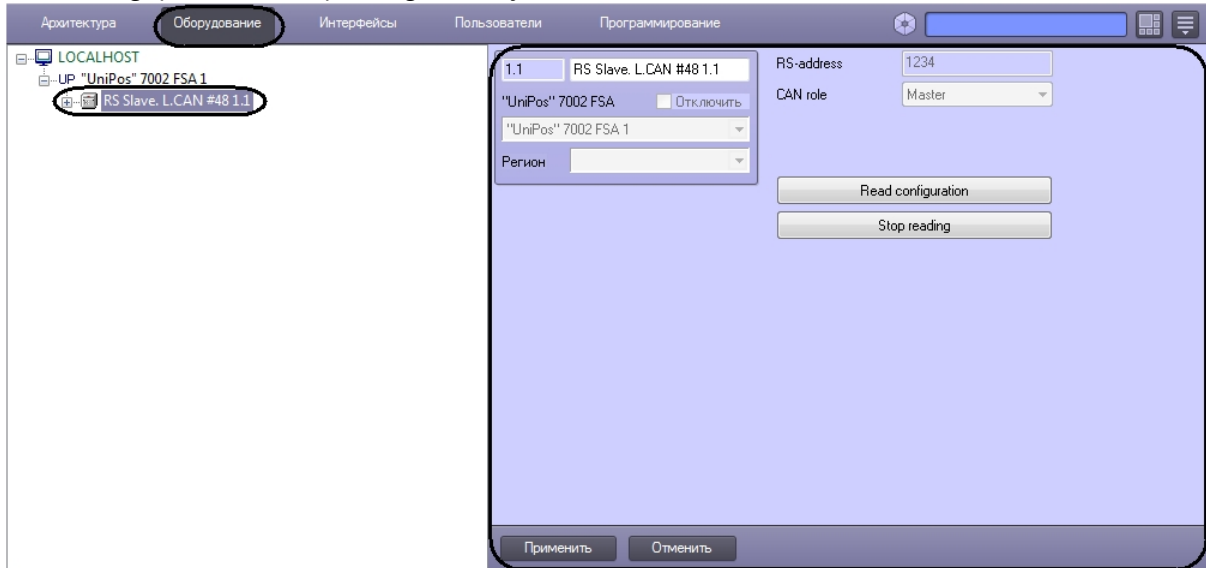 Архитектура Оборудование Интерфейсы Пользователи Программирование
LOCALHOST
UP "UniPos" 7002 FSA 1
RS Slave. L.CAN #48 1.1
1.1 RS Slave. L.CAN #48 1.1
"UniPos" 7002 FSA Отключить
"UniPos" 7002 FSA 1
Регион
RS-address 1234
CAN role Master
Read configuration
Stop reading
Применить Отменить